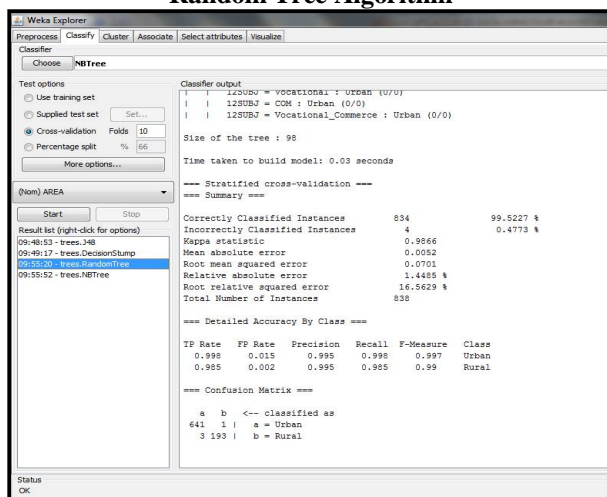 Random Tree Algorithm
Weka Explorer
Preprocess Classify Cluster Associate Select attributes Visualize
Classifier
Choose NBTree
Test options
Use training set
Supplied test set Set...
Cross-validation Folds 10
Percentage split % 66
More options...
(Nom) AREA
Start Stop
Result list (right-click for options)
09:48:53 - trees.J48
09:49:17 - trees.DecisionStump
09:55:20 - trees.RandomTree
09:55:52 - trees.NBTree
Classifier output
| | 12SUBJ = Vocational : Urban (0/0)
| | 12SUBJ = COM : Urban (0/0)
| | 12SUBJ = Vocational_Commerce : Urban (0/0)
Size of the tree : 98
Time taken to build model: 0.03 seconds
=== Stratified cross-validation ===
=== Summary ===
Correctly Classified Instances 834 99.5227 %
Incorrectly Classified Instances 4 0.4773 %
Kappa statistic 0.9866
Mean absolute error 0.0052
Root mean squared error 0.0701
Relative absolute error 1.4485 %
Root relative squared error 16.5629 %
Total Number of Instances 838
=== Detailed Accuracy By Class ===
TP Rate FP Rate Precision Recall F-Measure Class
0.998 0.015 0.995 0.998 0.997 Urban
0.985 0.002 0.995 0.985 0.99 Rural
=== Confusion Matrix ===
a b <-- classified as
641 1 | a = Urban
3 193 | b = Rural
Status
OK